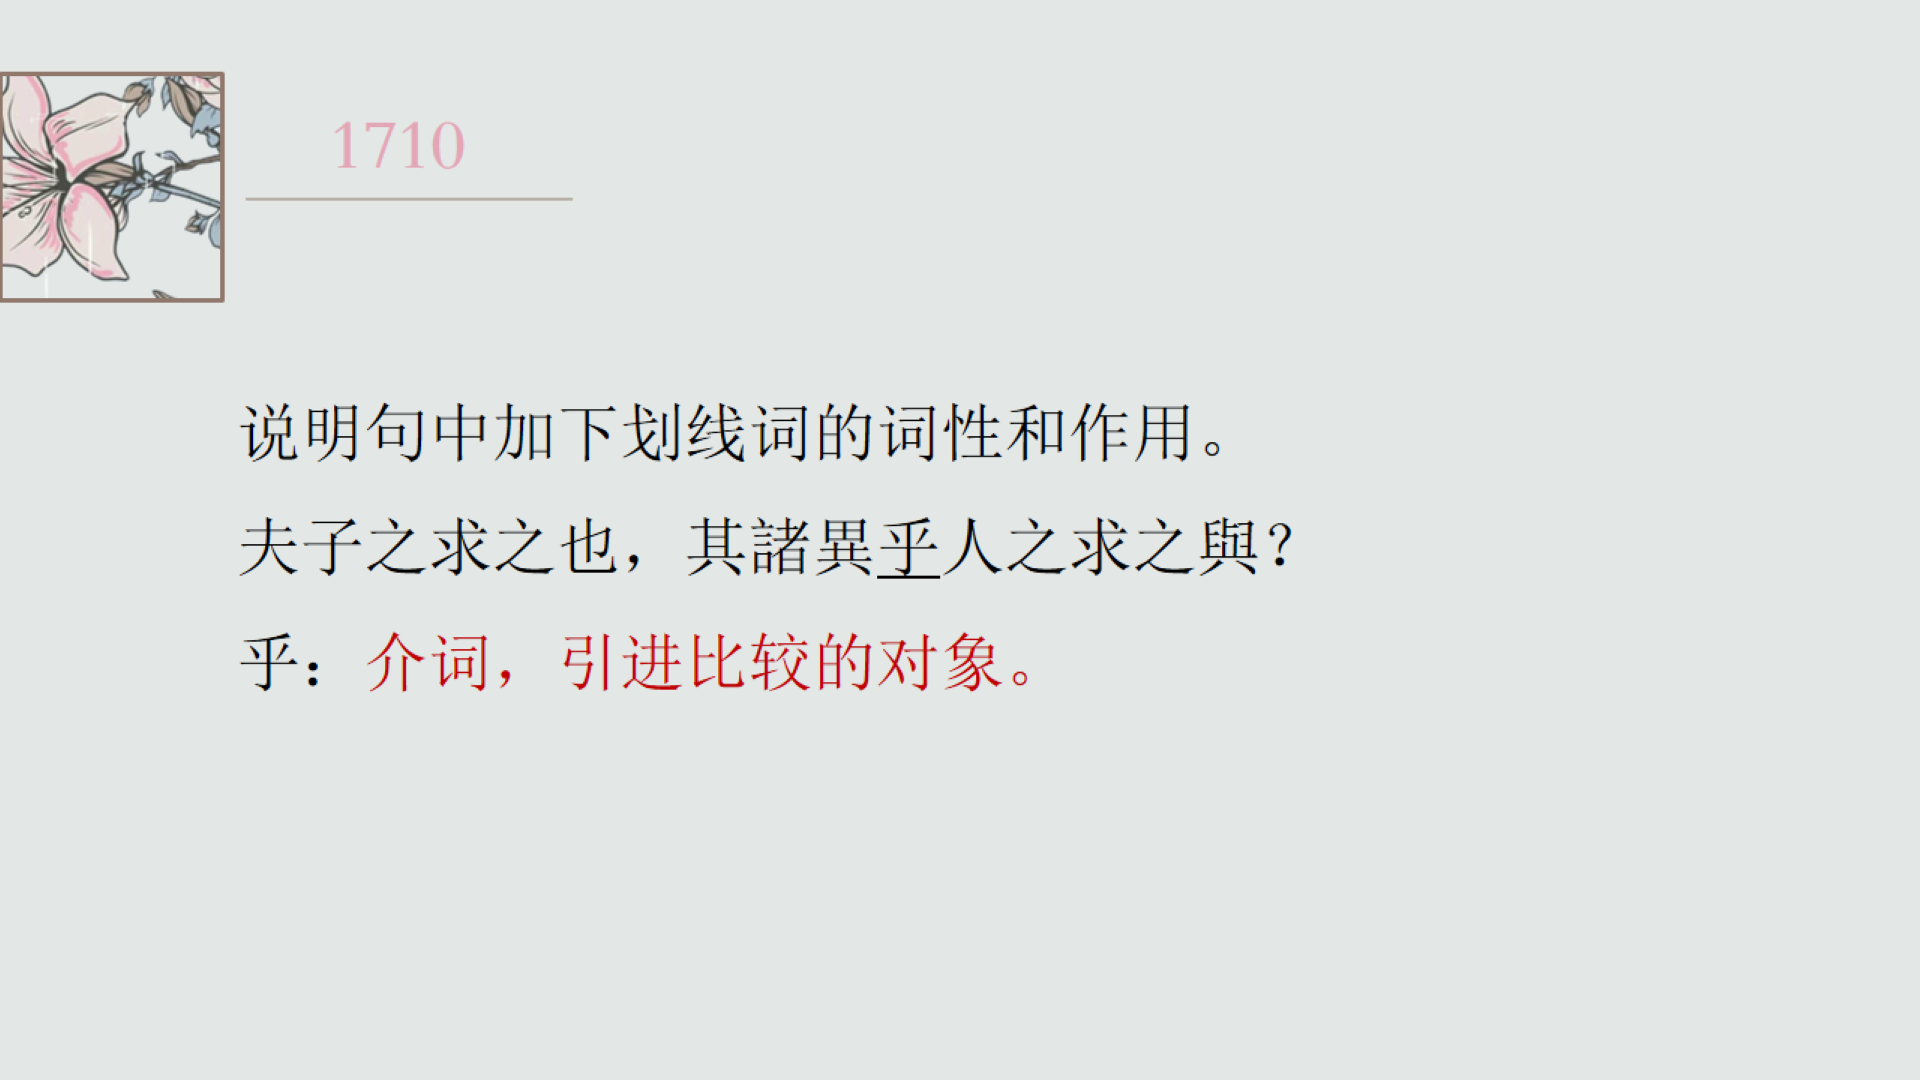 1710
说明句中加下划线词的词性和作用。
夫子之求之也，其諸異乎人之求之與？
乎：介词，引进比较的对象。